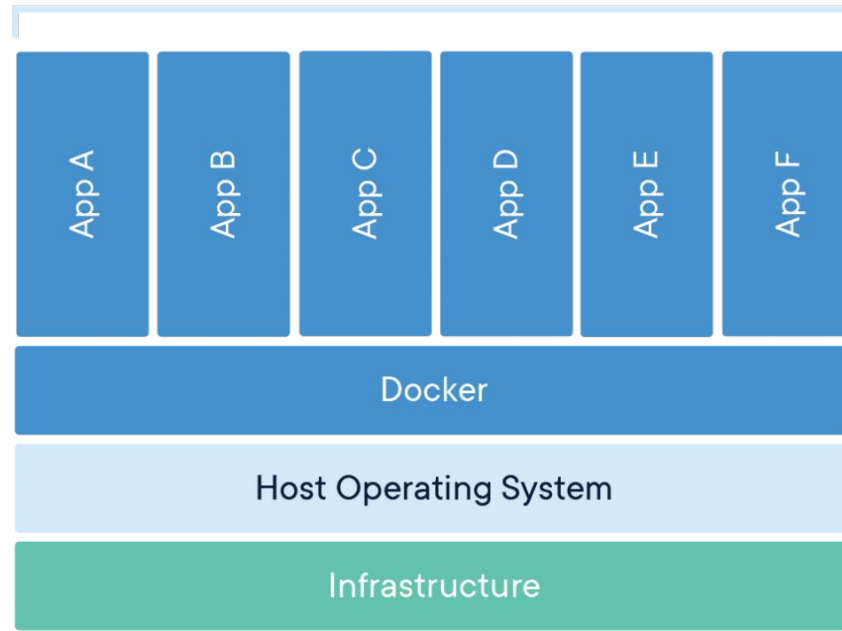 App A
App B
App C
App D
App E
App F
Docker
Host Operating System
Infrastructure